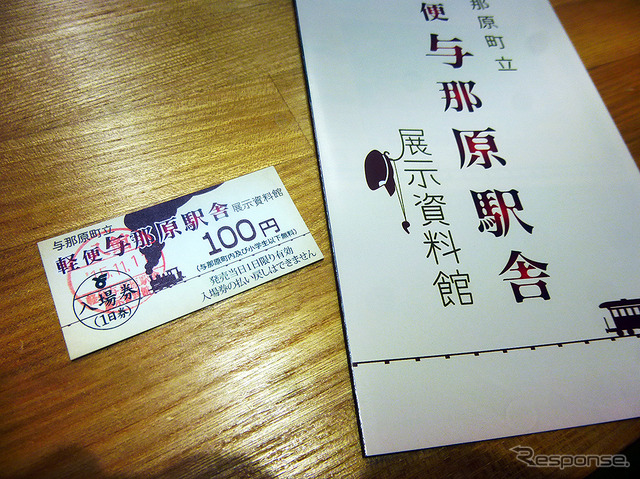 与那原町立
軽便与那原駅舎 展示資料館
100円
(与那原町内及び小学生以下無料)
発売当日1日限り有効
入場券の払い戻しはできません
入場券
(1日券)
那原町立
便与那原駅舎
展示資料館
Response.